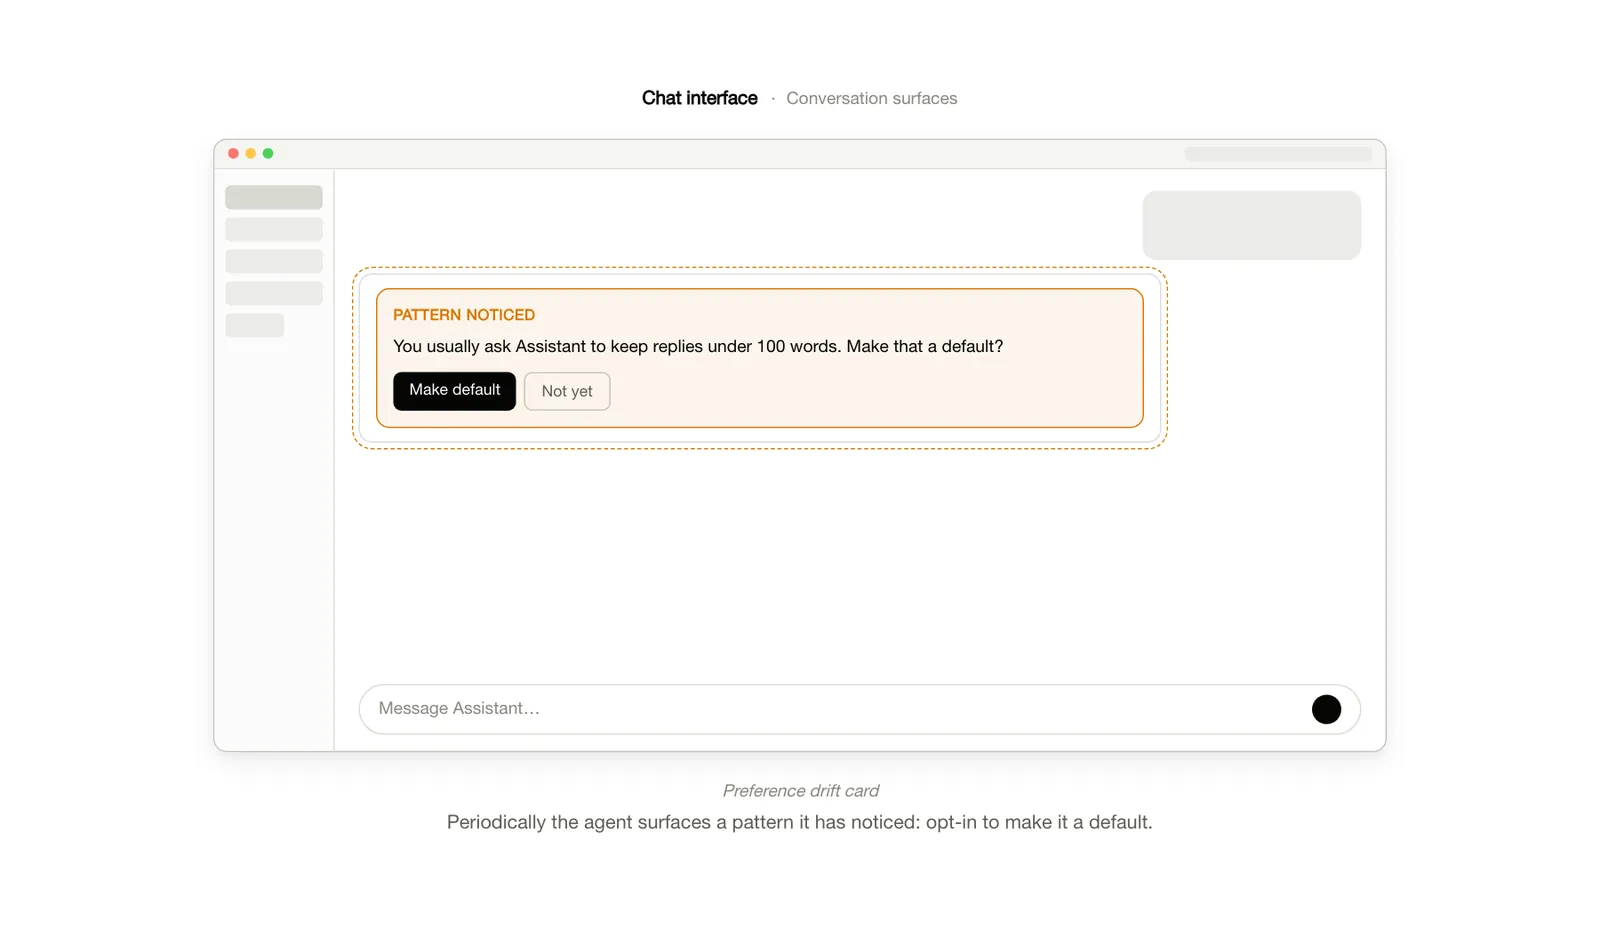 Chat interface · Conversation surfaces
PATTERN NOTICED
You usually ask Assistant to keep replies under 100 words. Make that a default?
Make default
Not yet
Message Assistant…
Preference drift card
Periodically the agent surfaces a pattern it has noticed: opt-in to make it a default.